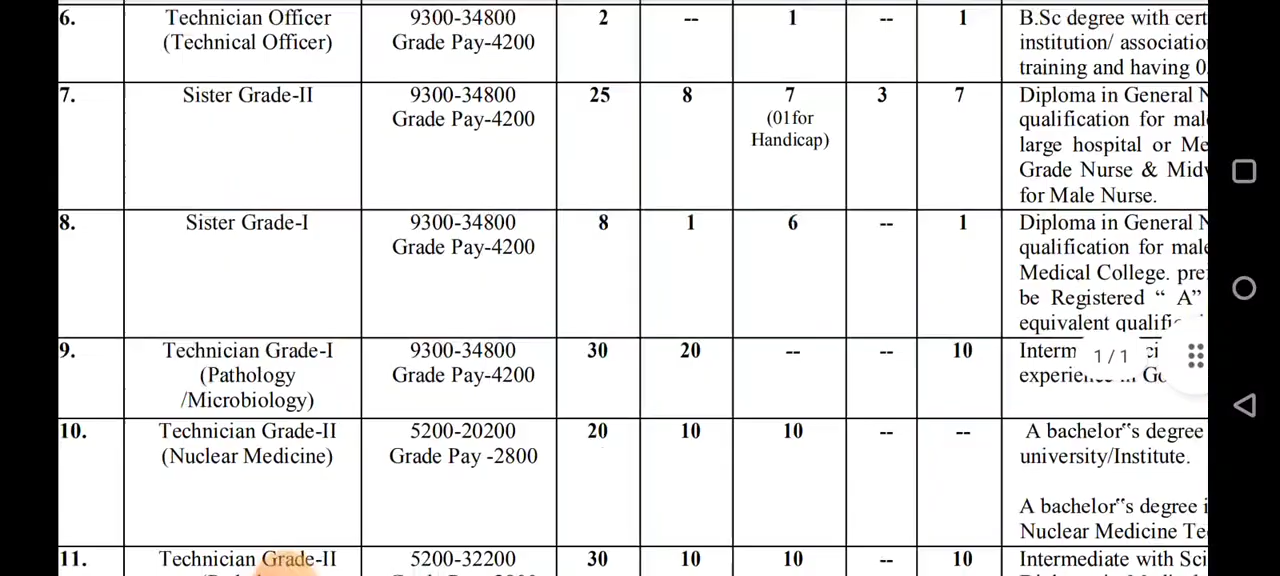 6.
Technician Officer
(Technical Officer)
9300-34800
Grade Pay-4200
2
--
1
--
1
B.Sc degree with cert
institution/ associatio
training and having 0
7.
Sister Grade-II
9300-34800
Grade Pay-4200
25
8
7
(01for
Handicap)
3
7
Diploma in General N
qualification for mal
large hospital or Me
Grade Nurse & Midv
for Male Nurse.
8.
Sister Grade-I
9300-34800
Grade Pay-4200
8
1
6
--
1
Diploma in General N
qualification for male
Medical College. pre
be Registered “ A”
equivalent qualific
9.
Technician Grade-I
(Pathology
/Microbiology)
9300-34800
Grade Pay-4200
30
20
--
--
10
Interm
experience in Go
1/1
10.
Technician Grade-II
(Nuclear Medicine)
5200-20200
Grade Pay -2800
20
10
10
--
--
A bachelor‟s degree
university/Institute.
A bachelor‟s degree i
Nuclear Medicine Te
11.
Technician Grade-II
5200-32200
30
10
10
--
10
Intermediate with Sci